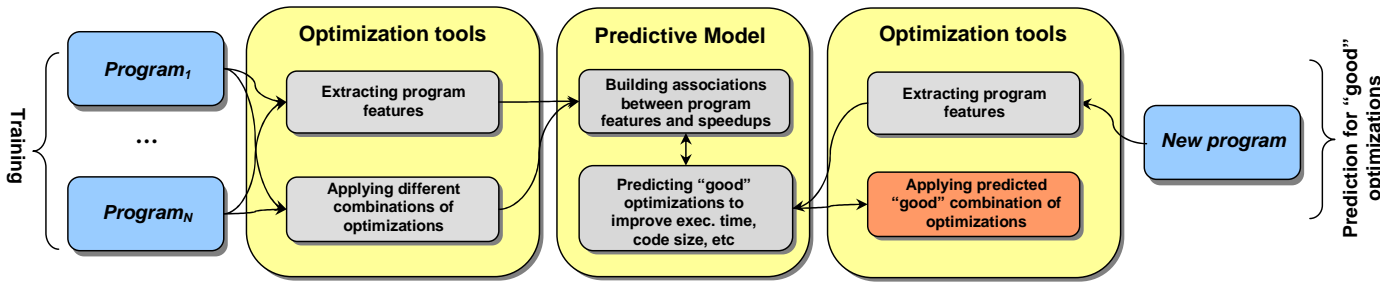 Training
Program1
...
ProgramN
Optimization tools
Extracting program
features
Applying different
combinations of
optimizations
Predictive Model
Building associations
between program
features and speedups
Predicting “good”
optimizations to
improve exec. time,
code size, etc
Optimization tools
Extracting program
features
Applying predicted
“good” combination of
optimizations
New program
Prediction for “good”
optimizations